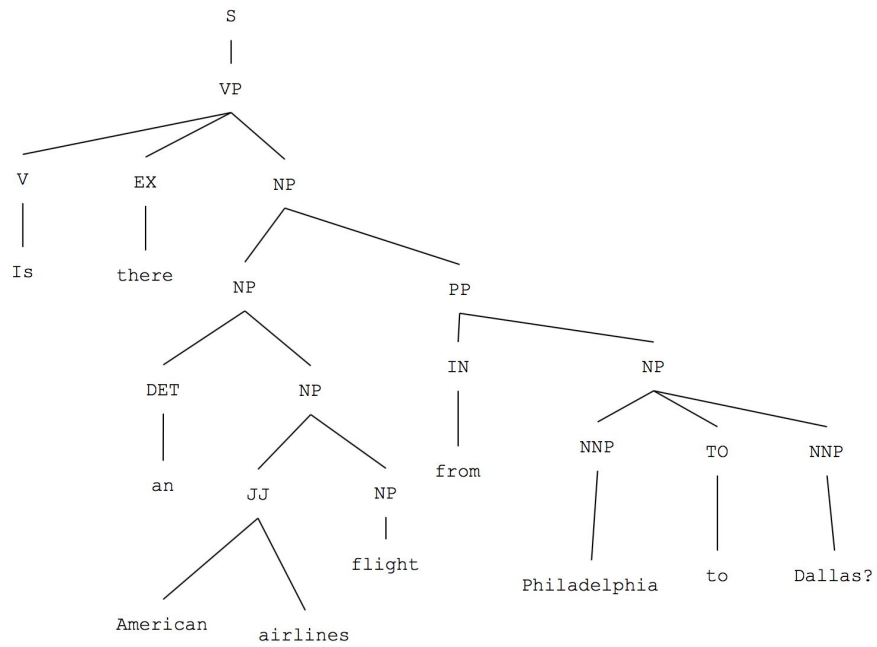 S
VP
V EX NP
Is there
NP PP
DET NP IN NP
an JJ NP from NNP TO NNP
flight
Philadelphia to Dallas?
American airlines